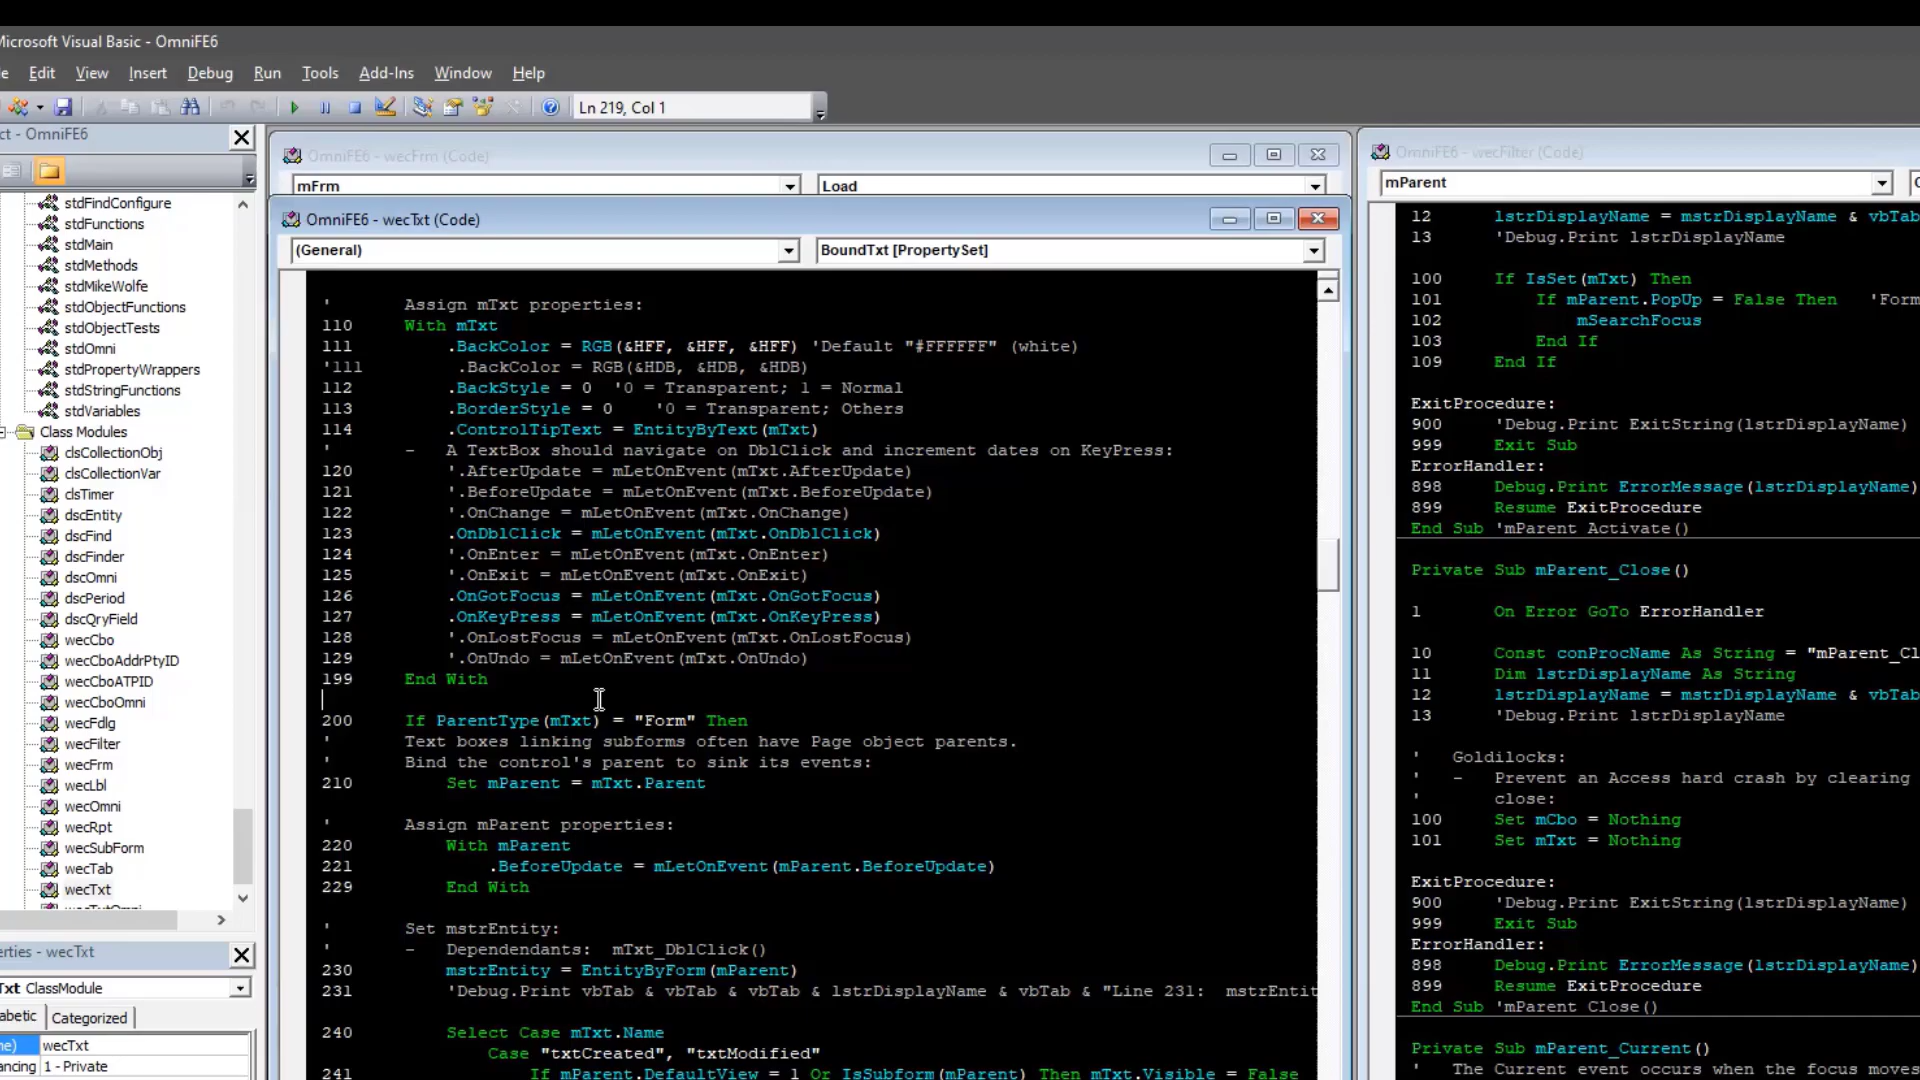 Microsoft Visual Basic - OmniFE6
Edit View Insert Debug Run Tools Add-Ins Window Help
Ln 219, Col 1
ct - OmniFE6
stdFindConfigure
stdFunctions
stdMain
stdMethods
stdMikeWolfe
stdObjectFunctions
stdObjectTests
stdOmni
stdPropertyWrappers
stdStringFunctions
stdVariables
Class Modules
clsCollectionObj
clsCollectionVar
clsTimer
dscEntity
dscFind
dscFinder
dscOmni
dscPeriod
dscQryField
wecCbo
wecCboAddrPtyID
wecCboATPID
wecCboOmni
wecFdlg
wecFilter
wecFrm
wecLbl
wecOmni
wecRpt
wecSubForm
wecTab
wecTxt
erties - wecTxt
Txt ClassModule
abetic Categorized
e) wecTxt
ancing 1 - Private
OmniFE6 - wecFrm (Code)
mFrm Load
OmniFE6 - wecTxt (Code)
(General) BoundTxt [PropertySet]
' Assign mTxt properties:
110 With mTxt
111 .BackColor = RGB(&HFF, &HFF, &HFF) 'Default "#FFFFFF" (white)
'111 .BackColor = RGB(&HDB, &HDB, &HDB)
112 .BackStyle = 0 '0 = Transparent; 1 = Normal
113 .BorderStyle = 0 '0 = Transparent; Others
114 .ControlTipText = EntityByText(mTxt)
' - A TextBox should navigate on DblClick and increment dates on KeyPress:
120 '.AfterUpdate = mLetOnEvent(mTxt.AfterUpdate)
121 '.BeforeUpdate = mLetOnEvent(mTxt.BeforeUpdate)
122 '.OnChange = mLetOnEvent(mTxt.OnChange)
123 .OnDblClick = mLetOnEvent(mTxt.OnDblClick)
124 '.OnEnter = mLetOnEvent(mTxt.OnEnter)
125 '.OnExit = mLetOnEvent(mTxt.OnExit)
126 .OnGotFocus = mLetOnEvent(mTxt.OnGotFocus)
127 .OnKeyPress = mLetOnEvent(mTxt.OnKeyPress)
128 '.OnLostFocus = mLetOnEvent(mTxt.OnLostFocus)
129 '.OnUndo = mLetOnEvent(mTxt.OnUndo)
199 End With
200 If ParentType(mTxt) = "Form" Then
' Text boxes linking subforms often have Page object parents.
' Bind the control's parent to sink its events:
210 Set mParent = mTxt.Parent
' Assign mParent properties:
220 With mParent
221 .BeforeUpdate = mLetOnEvent(mParent.BeforeUpdate)
229 End With
' Set mstrEntity:
' - Dependendants: mTxt_DblClick()
230 mstrEntity = EntityByForm(mParent)
231 'Debug.Print vbTab & vbTab & vbTab & lstrDisplayName & vbTab & "Line 231: mstrEntit
240 Select Case mTxt.Name
Case "txtCreated", "txtModified"
241 If mParent.DefaultView = 1 Or IsSubform(mParent) Then mTxt.Visible = False
OmniFE6 - wecFilter (Code)
mParent
12 lstrDisplayName = mstrDisplayName & vbTab
13 'Debug.Print lstrDisplayName
100 If IsSet(mTxt) Then
101 If mParent.PopUp = False Then 'Form
102 mSearchFocus
103 End If
109 End If
ExitProcedure:
900 'Debug.Print ExitString(lstrDisplayName)
999 Exit Sub
ErrorHandler:
898 Debug.Print ErrorMessage(lstrDisplayName)
899 Resume ExitProcedure
End Sub 'mParent_Activate()
Private Sub mParent_Close()
1 On Error GoTo ErrorHandler
10 Const conProcName As String = "mParent_Cl
11 Dim lstrDisplayName As String
12 lstrDisplayName = mstrDisplayName & vbTab
13 'Debug.Print lstrDisplayName
' Goldilocks:
' - Prevent an Access hard crash by clearing
' close:
100 Set mCbo = Nothing
101 Set mTxt = Nothing
ExitProcedure:
900 'Debug.Print ExitString(lstrDisplayName)
999 Exit Sub
ErrorHandler:
898 Debug.Print ErrorMessage(lstrDisplayName)
899 Resume ExitProcedure
End Sub 'mParent_Close()
Private Sub mParent_Current()
' The Current event occurs when the focus moves